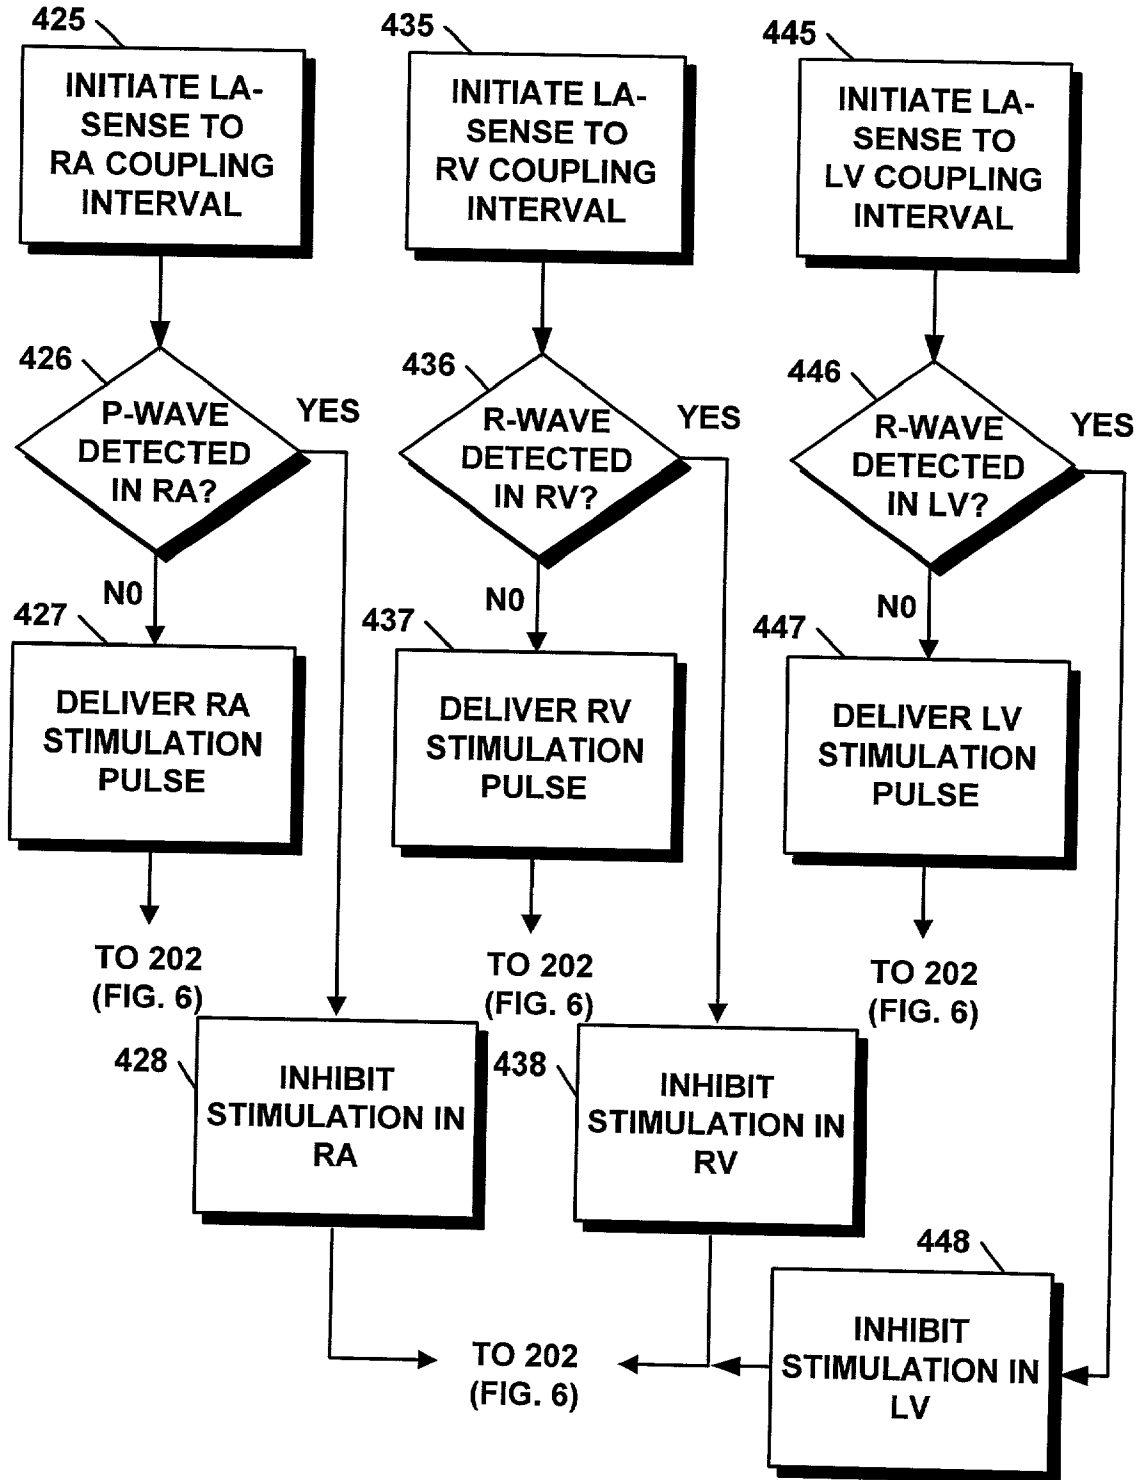 425
INITIATE LA-
SENSE TO
RA COUPLING
INTERVAL
426
P-WAVE
DETECTED
IN RA?
YES
N0
427
DELIVER RA
STIMULATION
PULSE
TO 202
(FIG. 6)
428
INHIBIT
STIMULATION IN
RA
435
INITIATE LA-
SENSE TO
RV COUPLING
INTERVAL
436
R-WAVE
DETECTED
IN RV?
YES
N0
437
DELIVER RV
STIMULATION
PULSE
TO 202
(FIG. 6)
438
INHIBIT
STIMULATION IN
RV
445
INITIATE LA-
SENSE TO
LV COUPLING
INTERVAL
446
R-WAVE
DETECTED
IN LV?
YES
N0
447
DELIVER LV
STIMULATION
PULSE
TO 202
(FIG. 6)
448
INHIBIT
STIMULATION IN
LV
TO 202
(FIG. 6)